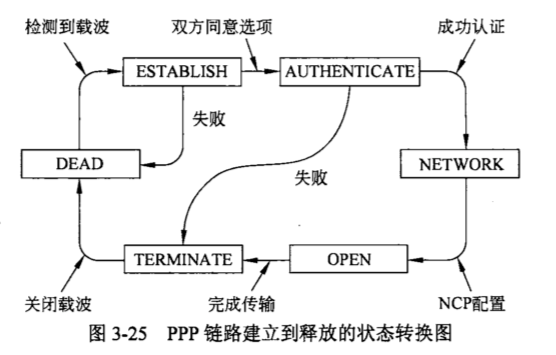 检测到载波
双方同意选项
成功认证
ESTABLISH
AUTHENTICATE
失败
DEAD
失败
NETWORK
TERMINATE
OPEN
关闭载波
完成传输
NCP配置
图 3-25 PPP 链路建立到释放的状态转换图